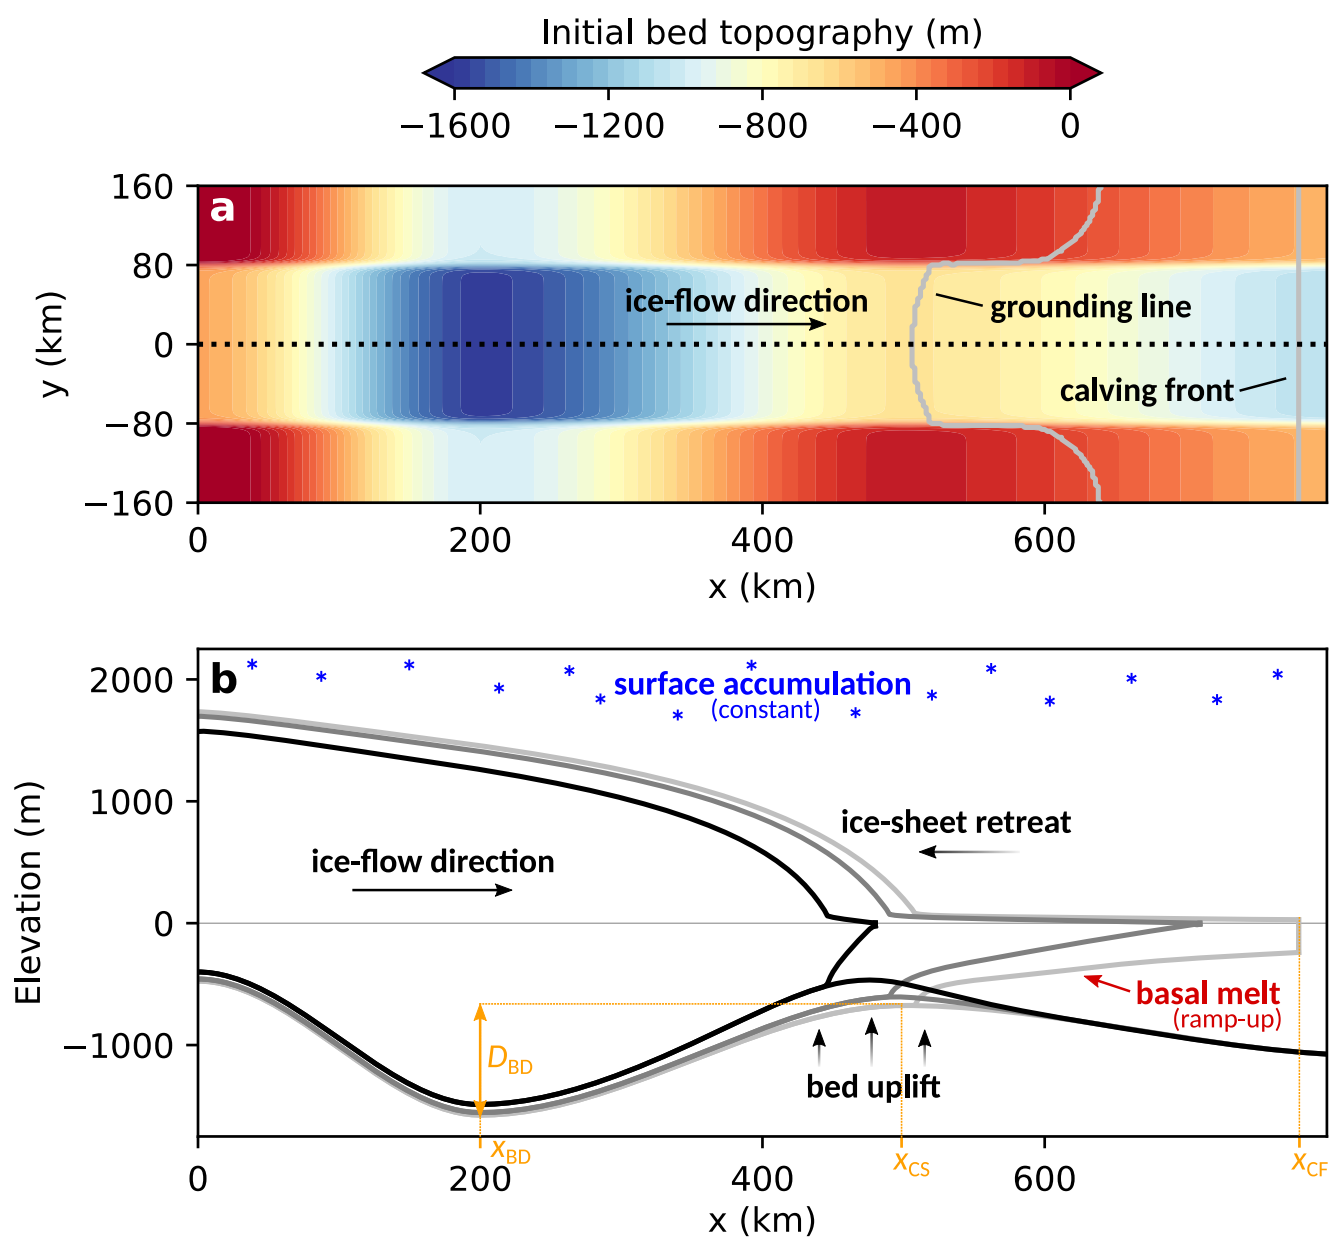 Initial bed topography (m)
−1600 −1200 −800 −400 0
a
160
80
0
−80
−160
y (km)
ice-flow direction
grounding line
calving front
0 200 400 600
x (km)
b
2000
1000
0
−1000
Elevation (m)
* * * * * * * * * * * * * * *
surface accumulation
(constant)
ice-sheet retreat
ice-flow direction
basal melt
(ramp-up)
D_BD
bed uplift
x_BD x_CS x_CF
0 200 400 600
x (km)